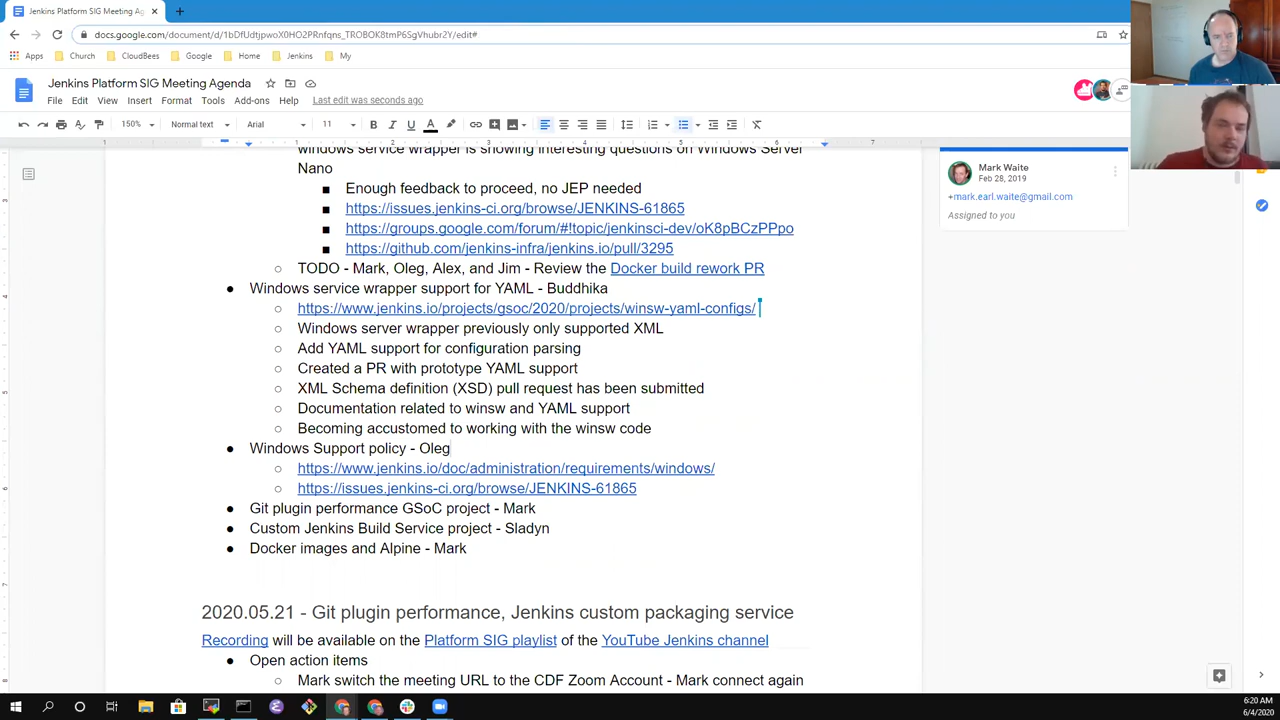 Jenkins Platform SIG Meeting Ag
docs.google.com/document/d/1bDfUdtjpwoX0HO2PRnfqns_TROBOK8tmP6SgVhubr2Y/edit#
Apps Church CloudBees Google Home Jenkins My
Jenkins Platform SIG Meeting Agenda
File Edit View Insert Format Tools Add-ons Help Last edit was seconds ago
150% Normal text Arial 11
1 2 3 4 5 6 7
windows service wrapper is showing interesting questions on Windows Server
Nano
■ Enough feedback to proceed, no JEP needed
■ https://issues.jenkins-ci.org/browse/JENKINS-61865
■ https://groups.google.com/forum/#!topic/jenkinsci-dev/oK8pBCzPPpo
■ https://github.com/jenkins-infra/jenkins.io/pull/3295
○ TODO - Mark, Oleg, Alex, and Jim - Review the Docker build rework PR
● Windows service wrapper support for YAML - Buddhika
○ https://www.jenkins.io/projects/gsoc/2020/projects/winsw-yaml-configs/
○ Windows server wrapper previously only supported XML
○ Add YAML support for configuration parsing
○ Created a PR with prototype YAML support
○ XML Schema definition (XSD) pull request has been submitted
○ Documentation related to winsw and YAML support
○ Becoming accustomed to working with the winsw code
● Windows Support policy - Oleg
○ https://www.jenkins.io/doc/administration/requirements/windows/
○ https://issues.jenkins-ci.org/browse/JENKINS-61865
● Git plugin performance GSoC project - Mark
● Custom Jenkins Build Service project - Sladyn
● Docker images and Alpine - Mark
2020.05.21 - Git plugin performance, Jenkins custom packaging service
Recording will be available on the Platform SIG playlist of the YouTube Jenkins channel
● Open action items
○ Mark switch the meeting URL to the CDF Zoom Account - Mark connect again
Mark Waite
Feb 28, 2019
+mark.earl.waite@gmail.com
Assigned to you
6:20 AM
6/4/2020